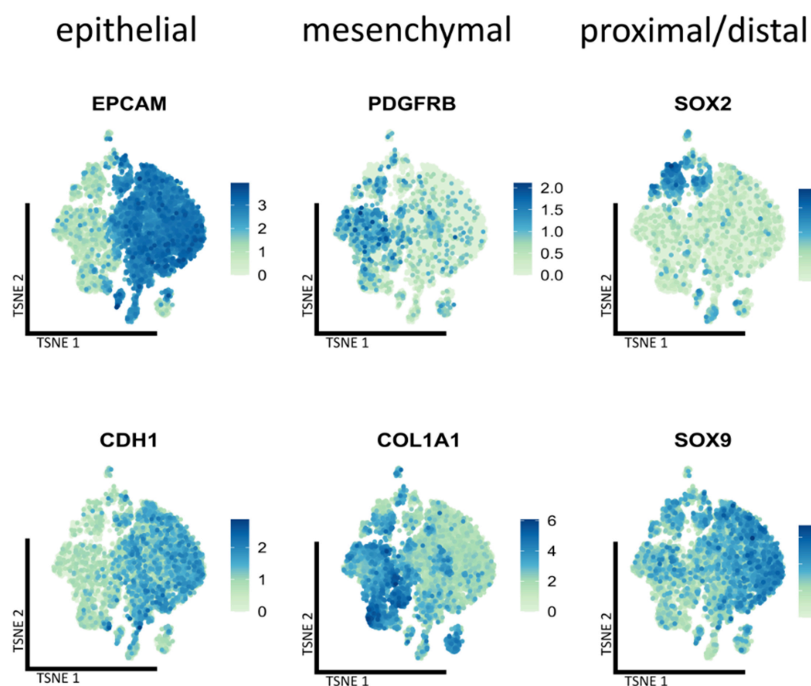 epithelial mesenchymal proximal/distal
EPCAM PDGFRB SOX2
3
2
1
0
2.0
1.5
1.0
0.5
0.0
TSNE 2 TSNE 2 TSNE 2
TSNE 1 TSNE 1 TSNE 1
CDH1 COL1A1 SOX9
2
1
0
6
4
2
0
TSNE 2 TSNE 2 TSNE 2
TSNE 1 TSNE 1 TSNE 1